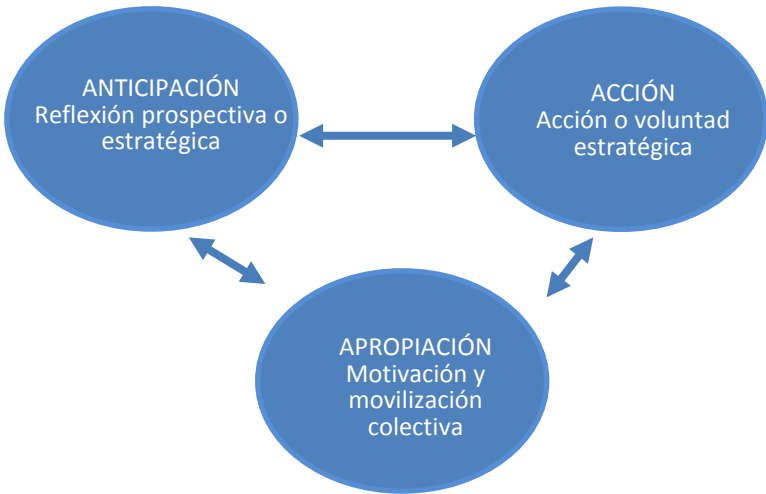 ANTICIPACIÓN
Reflexión prospectiva o
estratégica
ACCIÓN
Acción o voluntad
estratégica
APROPIACIÓN
Motivación y
movilización
colectiva